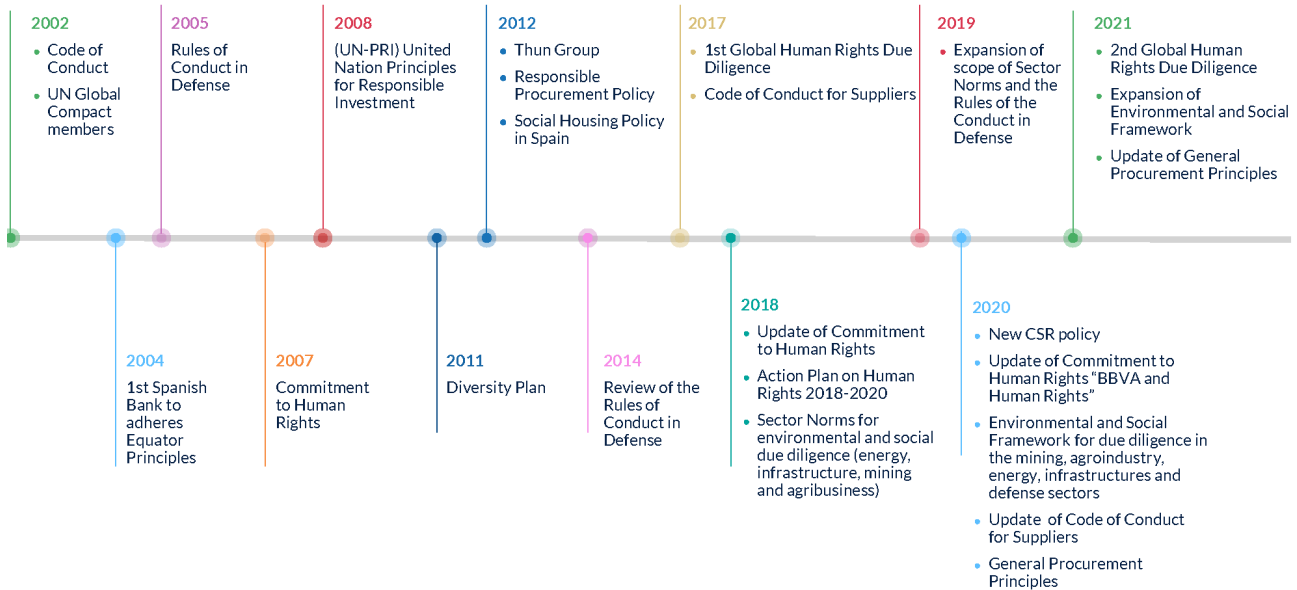 2002
Code of
Conduct
UN Global
Compact
members
2005
Rules of
Conduct in
Defense
2008
(UN-PRI) United
Nation Principles
for Responsible
Investment
2012
Thun Group
Responsible
Procurement Policy
Social Housing Policy
in Spain
2017
1st Global Human Rights Due
Diligence
Code of Conduct for Suppliers
2019
Expansion of
scope of Sector
Norms and the
Rules of the
Conduct in
Defense
2021
2nd Global Human
Rights Due Diligence
Expansion of
Environmental and Social
Framework
Update of General
Procurement Principles
2004
1st Spanish
Bank to
adheres
Equator
Principles
2007
Commitment
to Human
Rights
2011
Diversity Plan
2014
Review of the
Rules of
Conduct in
Defense
2018
Update of Commitment
to Human Rights
Action Plan on Human
Rights 2018-2020
Sector Norms for
environmental and social
due diligence (energy,
infrastructure, mining
and agribusiness)
2020
New CSR policy
Update of Commitment to
Human Rights “BBVA and
Human Rights”
Environmental and Social
Framework for due diligence in
the mining, agroindustry,
energy, infrastructures and
defense sectors
Update of Code of Conduct
for Suppliers
General Procurement
Principles